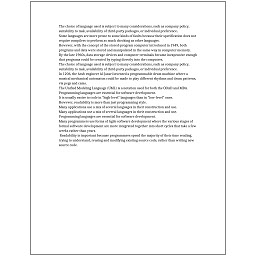 The choice of language used is subject to many considerations, such as company policy,
suitability to task, availability of third-party packages, or individual preference.
Some languages are more prone to some kinds of faults because their specification does not
require compilers to perform as much checking as other languages.
However, with the concept of the stored-program computer introduced in 1949, both
programs and data were stored and manipulated in the same way in computer memory.
By the late 1960s, data storage devices and computer terminals became inexpensive enough
that programs could be created by typing directly into the computers.
The choice of language used is subject to many considerations, such as company policy,
suitability to task, availability of third-party packages, or individual preference.
In 1206, the Arab engineer Al-Jazari invented a programmable drum machine where a
musical mechanical automaton could be made to play different rhythms and drum patterns,
via pegs and cams.
The Unified Modeling Language (UML) is a notation used for both the OOAD and MDA.
Programming languages are essential for software development.
It is usually easier to code in "high-level" languages than in "low-level" ones.
However, readability is more than just programming style.
Many applications use a mix of several languages in their construction and use.
Many applications use a mix of several languages in their construction and use.
Programming languages are essential for software development.
Many programmers use forms of Agile software development where the various stages of
formal software development are more integrated together into short cycles that take a few
weeks rather than years.
Readability is important because programmers spend the majority of their time reading,
trying to understand, reusing and modifying existing source code, rather than writing new
source code.